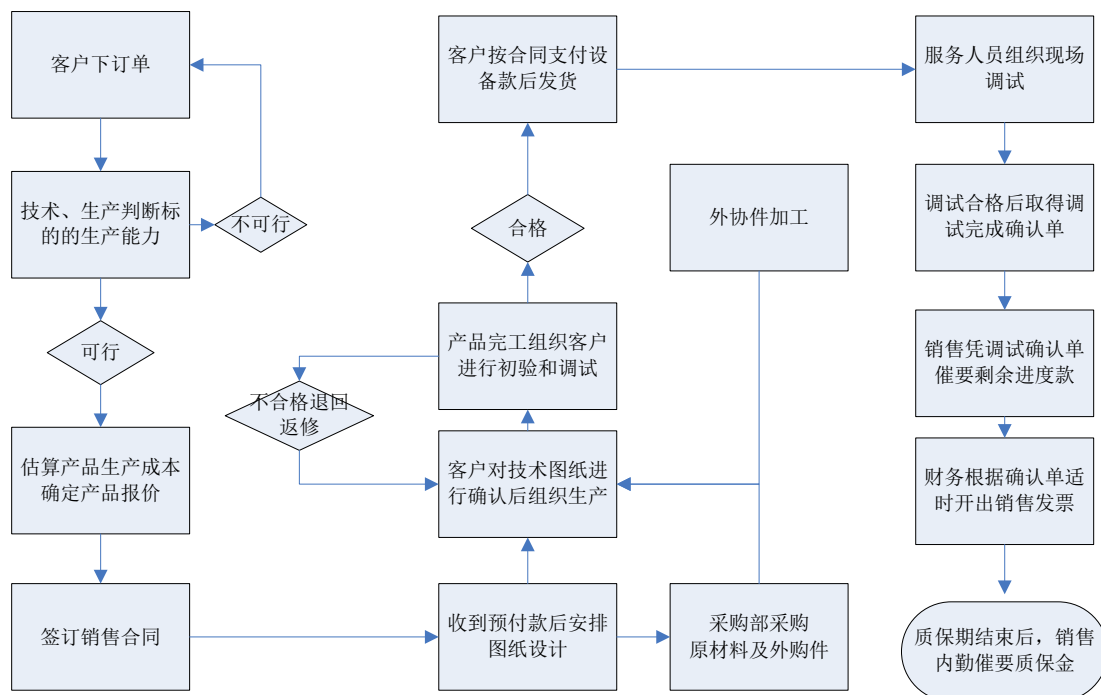 客户下订单
技术、生产判断标
的的生产能力
不可行
可行
估算产品生产成本
确定产品报价
签订销售合同
客户按合同支付设
备款后发货
合格
产品完工组织客户
进行初验和调试
不合格退回
返修
客户对技术图纸进
行确认后组织生产
收到预付款后安排
图纸设计
外协件加工
采购部采购
原材料及外购件
服务人员组织现场
调试
调试合格后取得调
试完成确认单
销售凭调试确认单
催要剩余进度款
财务根据确认单适
时开出销售发票
质保期结束后，销售
内勤催要质保金